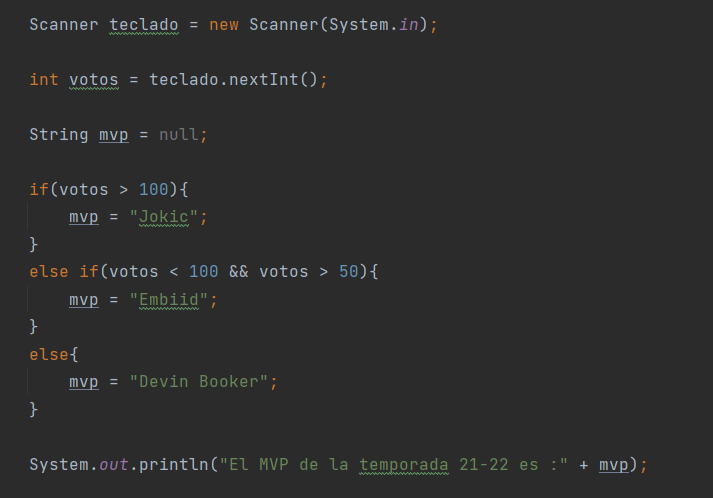 Scanner teclado = new Scanner(System.in);
int votos = teclado.nextInt();
String mvp = null;
if(votos > 100){
mvp = "Jokic";
}
else if(votos < 100 && votos > 50){
mvp = "Embiid";
}
else{
mvp = "Devin Booker";
}
System.out.println("El MVP de la temporada 21-22 es :" + mvp);